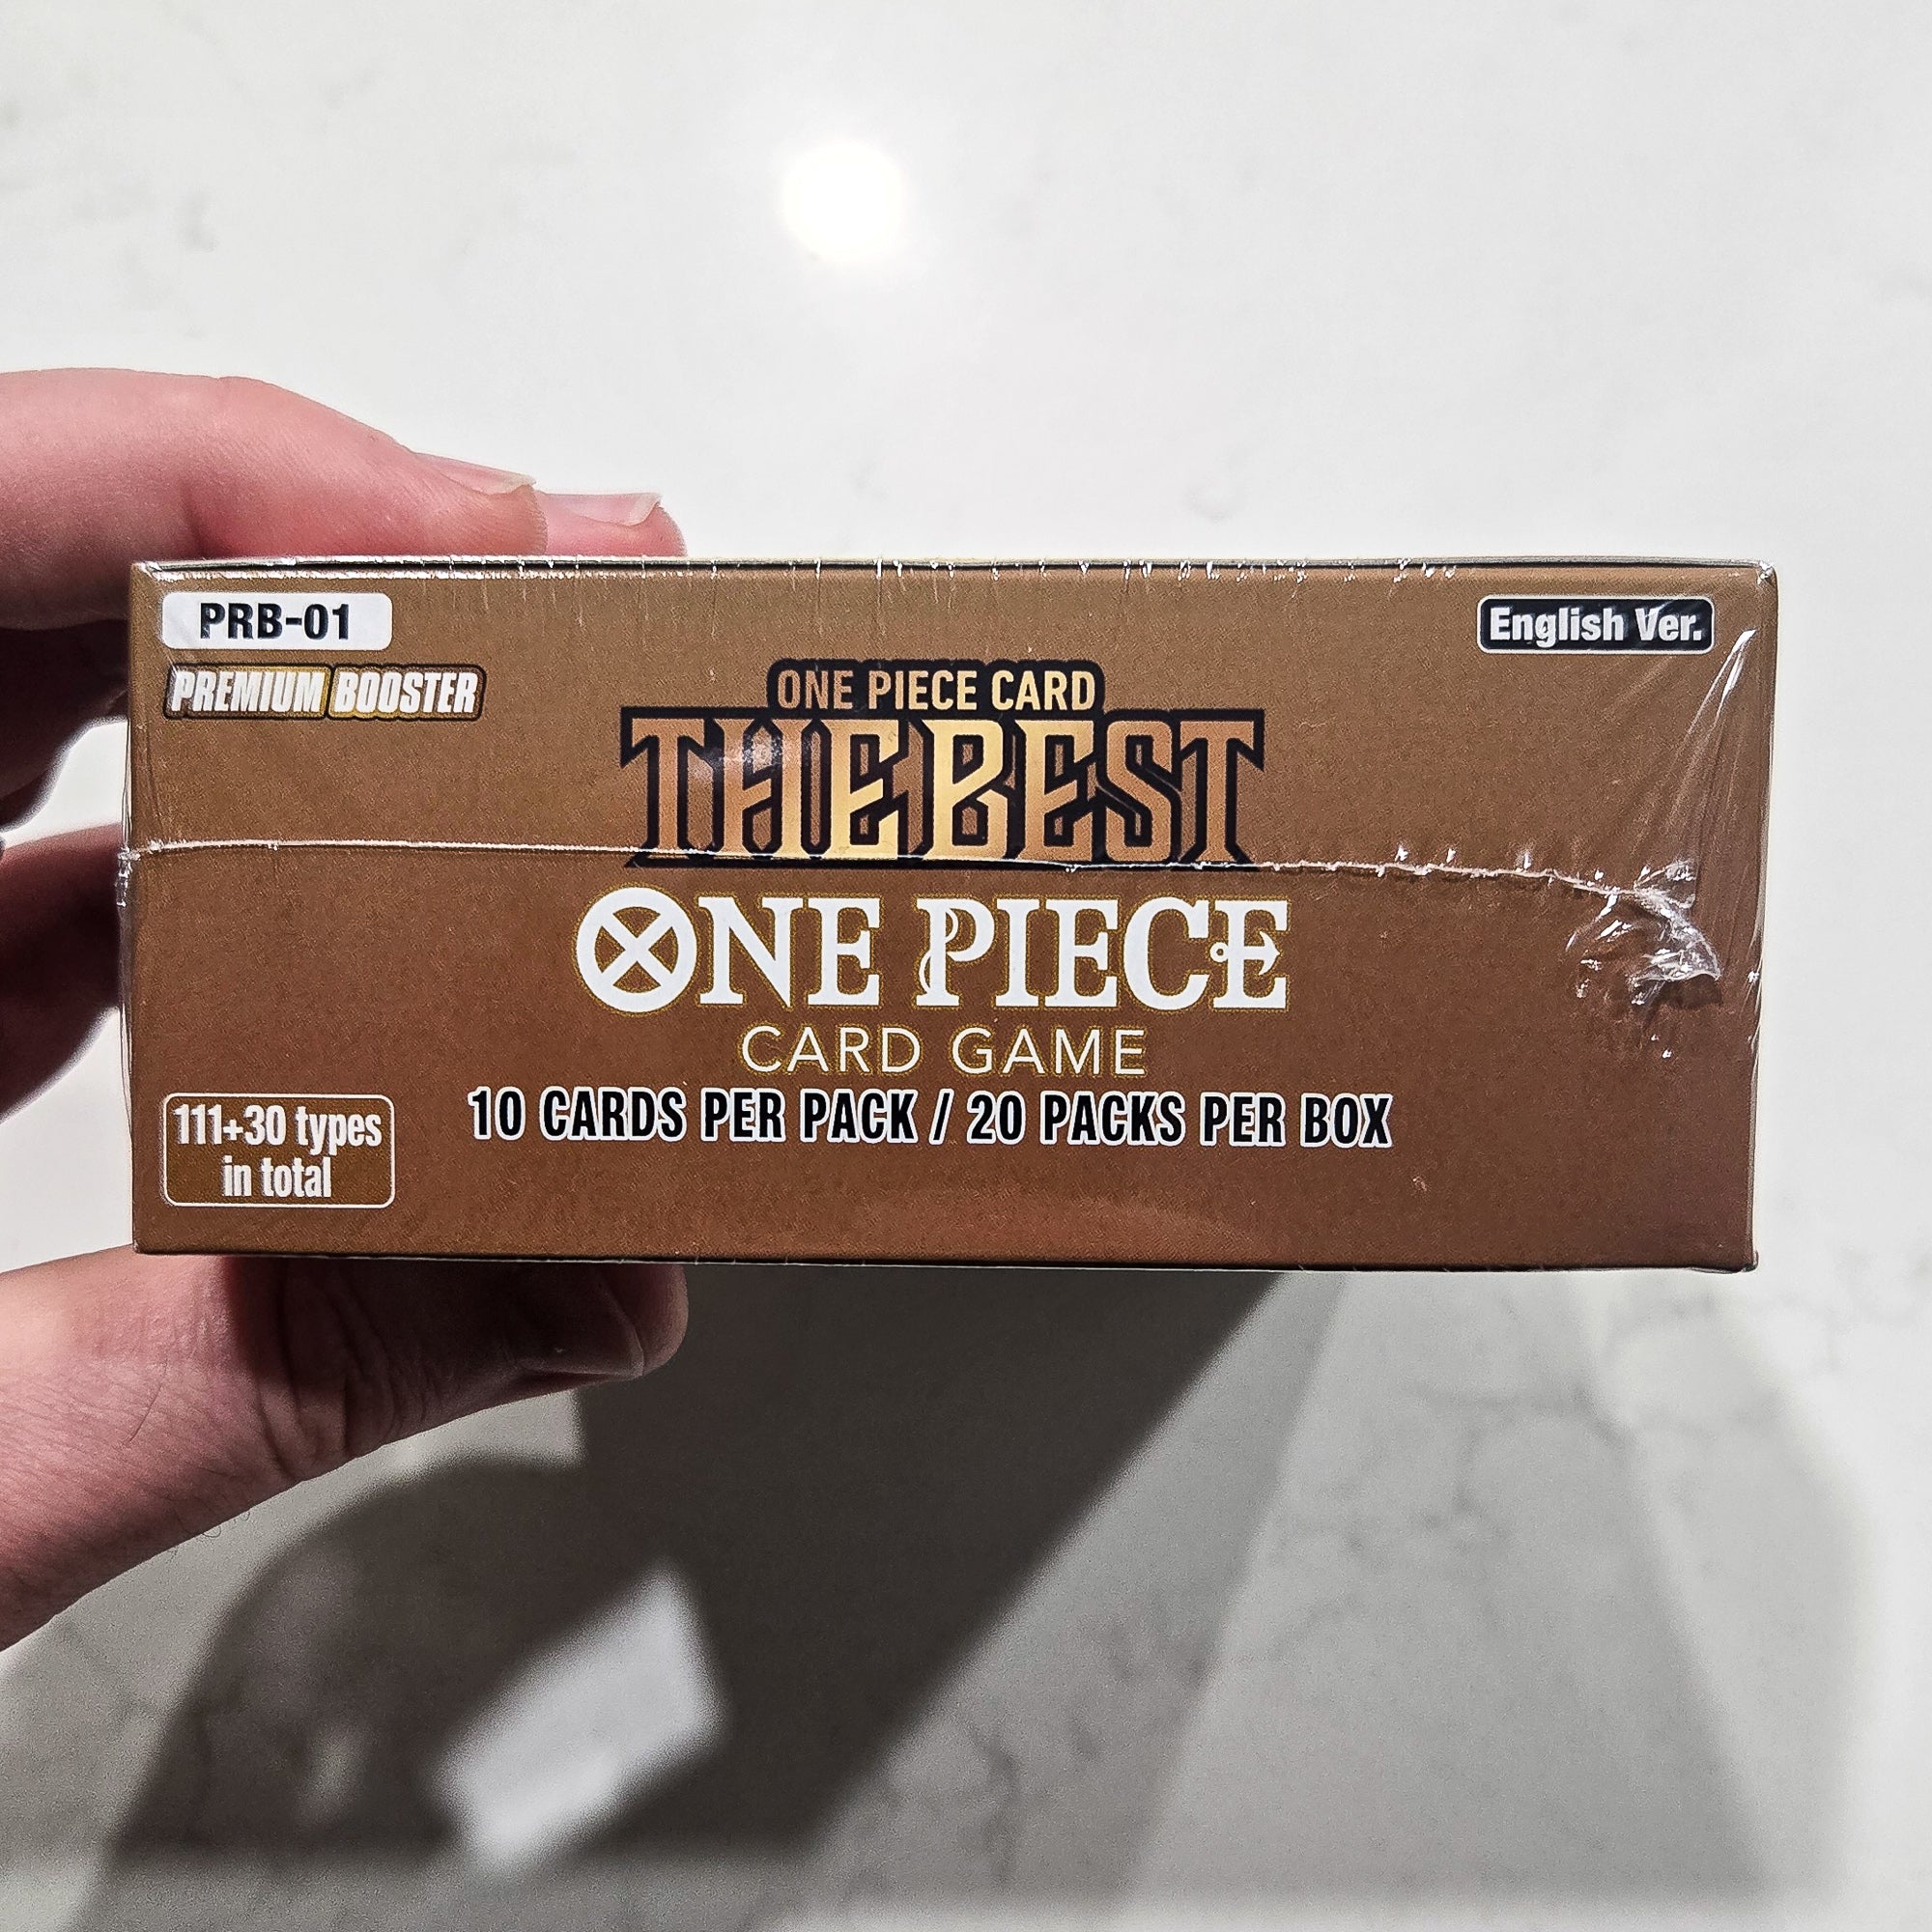 PRB-01
English Ver.
PREMIUM BOOSTER
ONE PIECE CARD
THE BEST
ONE PIECE
CARD GAME
10 CARDS PER PACK / 20 PACKS PER BOX
111+30 types
in total